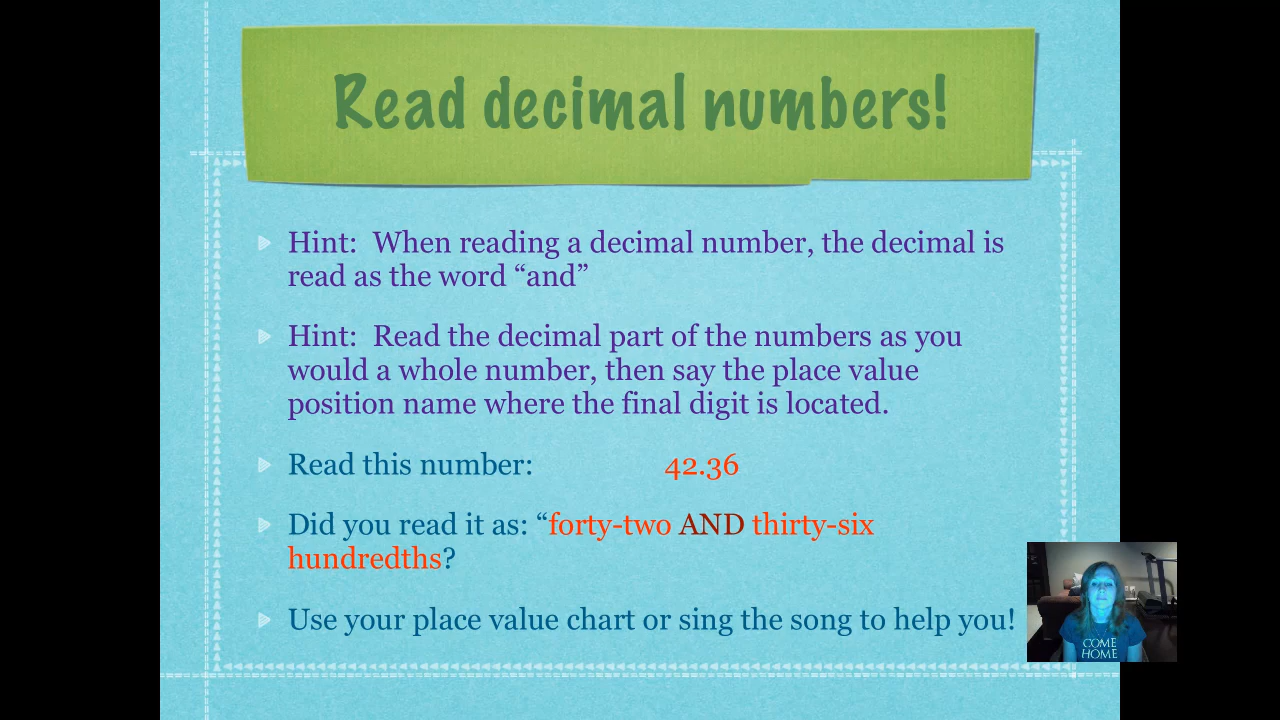 Read decimal numbers!
Hint:  When reading a decimal number, the decimal is
read as the word “and”
Hint:  Read the decimal part of the numbers as you
would a whole number, then say the place value
position name where the final digit is located.
Read this number: 42.36
Did you read it as: “forty-two AND thirty-six
hundredths?
Use your place value chart or sing the song to help you!
COME
HOME